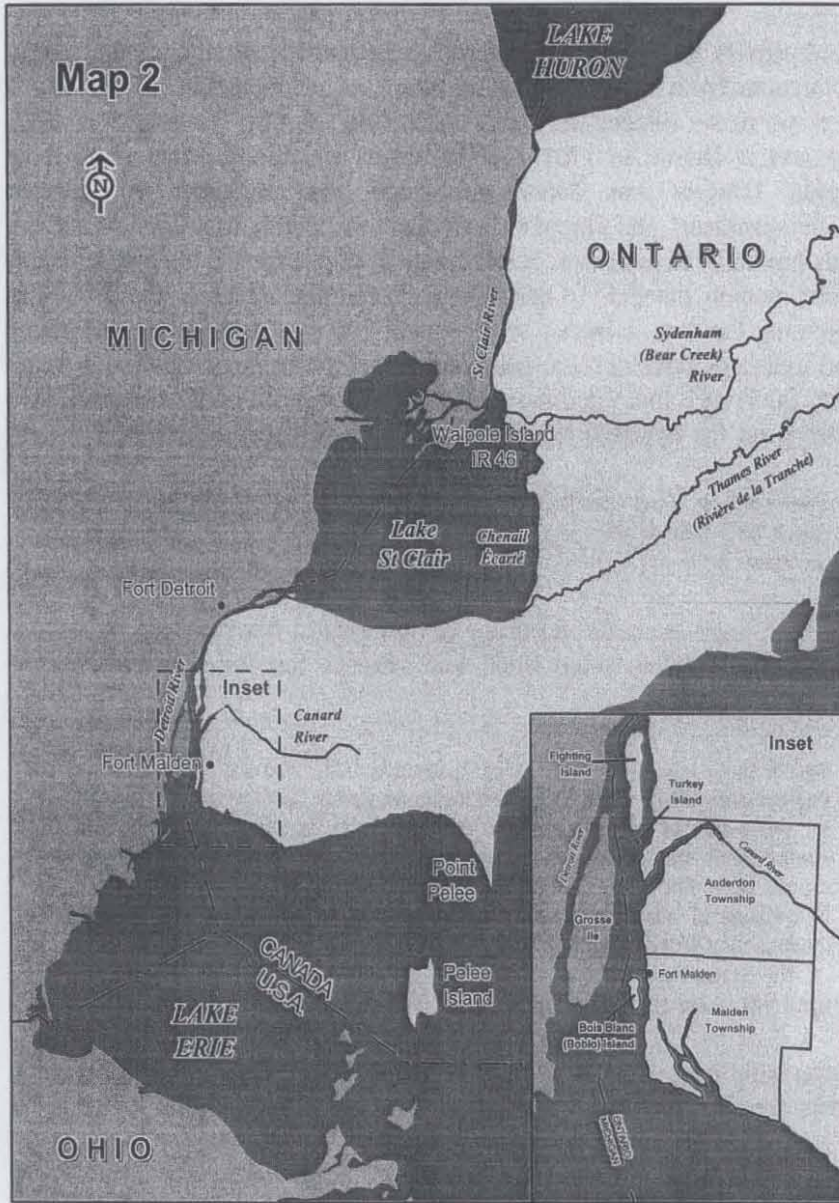 LAKE
HURON
Map 2
N
ONTARIO
MICHIGAN
St Clair River
Sydenham
(Bear Creek)
River
Walpole Island
IR 46
Thames River
(Rivière de la Tranche)
Lake
St Clair
Chenail
Écarté
Fort Detroit
Detroit River
Inset
Canard
River
Fort Malden
Point
Pelee
CANADA
U.S.A.
Pelee
Island
LAKE
ERIE
OHIO
Inset
Fighting
Island
Turkey
Island
Detroit River
Canard River
Anderdon
Township
Grosse
Ile
Fort Malden
Malden
Township
Bois Blanc
(Boblo) Island
ONTARIO
MICHIGAN